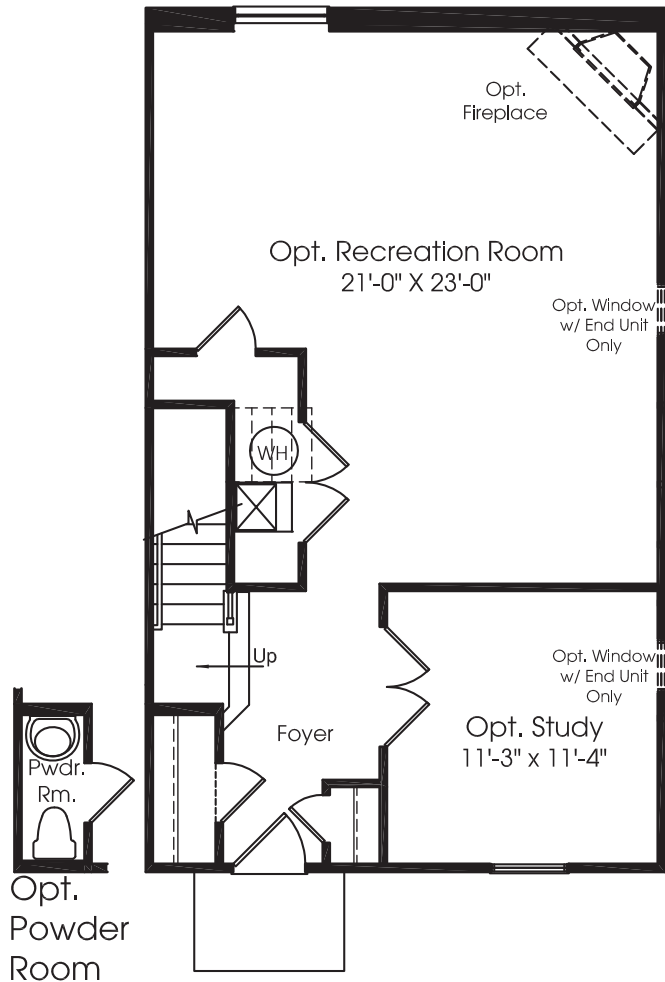 Opt.
Fireplace
Opt. Recreation Room
21'-0" X 23'-0"
Opt. Window
w/ End Unit
Only
WH
Up
Opt. Window
w/ End Unit
Only
Foyer
Opt. Study
11'-3" x 11'-4"
Pwdr.
Rm.
Opt.
Powder
Room